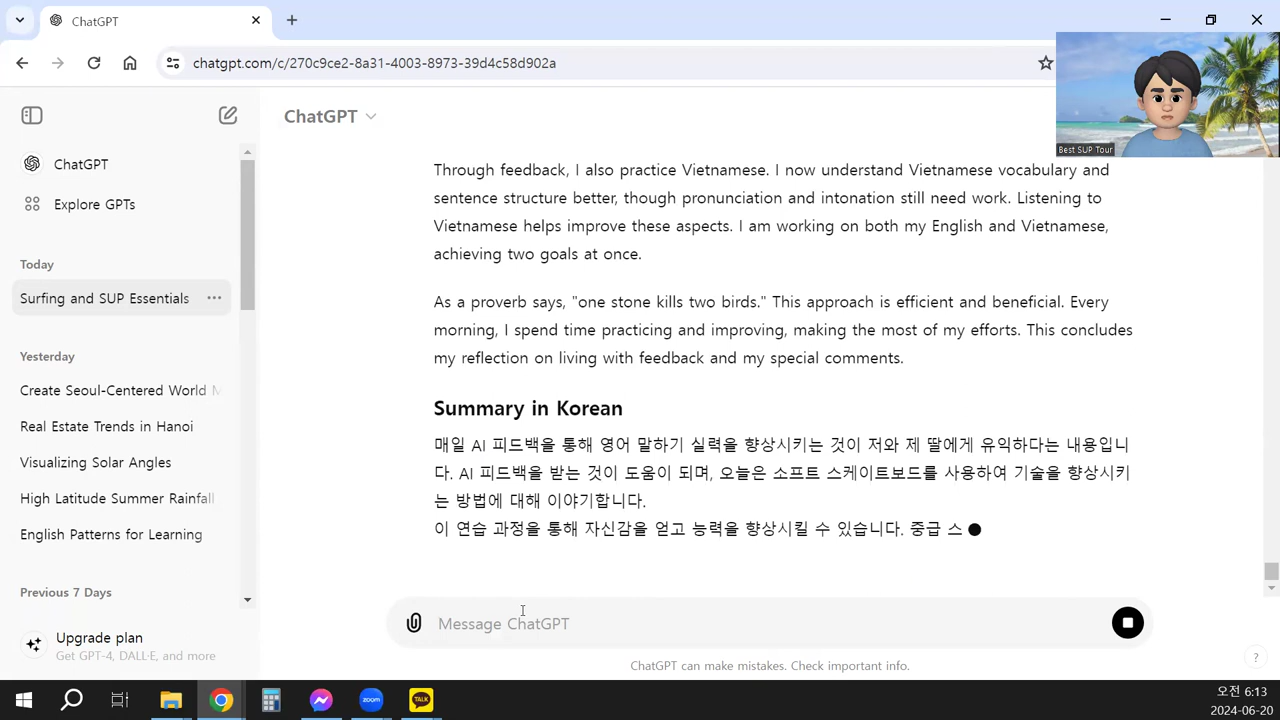 ChatGPT
chatgpt.com/c/270c9ce2-8a31-4003-8973-39d4c58d902a
Best SUP Tour
ChatGPT
ChatGPT
Explore GPTs
Today
Surfing and SUP Essentials
Yesterday
Create Seoul-Centered World M
Real Estate Trends in Hanoi
Visualizing Solar Angles
High Latitude Summer Rainfall
English Patterns for Learning
Previous 7 Days
Upgrade plan
Get GPT-4, DALL·E, and more
Through feedback, I also practice Vietnamese. I now understand Vietnamese vocabulary and
sentence structure better, though pronunciation and intonation still need work. Listening to
Vietnamese helps improve these aspects. I am working on both my English and Vietnamese,
achieving two goals at once.
As a proverb says, "one stone kills two birds." This approach is efficient and beneficial. Every
morning, I spend time practicing and improving, making the most of my efforts. This concludes
my reflection on living with feedback and my special comments.
Summary in Korean
매일 AI 피드백을 통해 영어 말하기 실력을 향상시키는 것이 저와 제 딸에게 유익하다는 내용입니
다. AI 피드백을 받는 것이 도움이 되며, 오늘은 소프트 스케이트보드를 사용하여 기술을 향상시키
는 방법에 대해 이야기합니다.
이 연습 과정을 통해 자신감을 얻고 능력을 향상시킬 수 있습니다. 중급 스
Message ChatGPT
ChatGPT can make mistakes. Check important info.
?
zoom
TALK
오전 6:13
2024-06-20